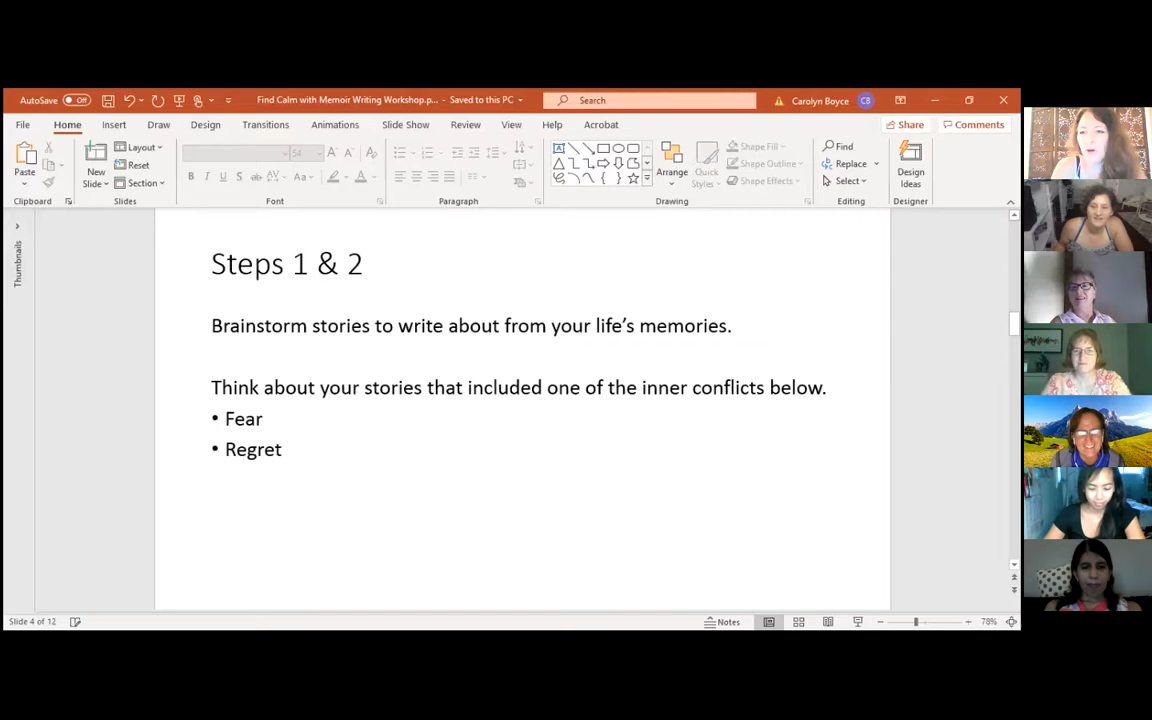 AutoSave Off Find Calm with Memoir Writing Workshop.p... - Saved to this PC Search Carolyn Boyce CB
File Home Insert Draw Design Transitions Animations Slide Show Review View Help Acrobat Share Comments
Paste
New Slide
Layout
Reset
Section
54
B I U S ab AV Aa A
Arrange
Quick Styles
Shape Fill
Shape Outline
Shape Effects
Find
Replace
Select
Design Ideas
Clipboard Slides Font Paragraph Drawing Editing Designer
Thumbnails
Steps 1 & 2
Brainstorm stories to write about from your life’s memories.
Think about your stories that included one of the inner conflicts below.
• Fear
• Regret
Slide 4 of 12 Notes 78%